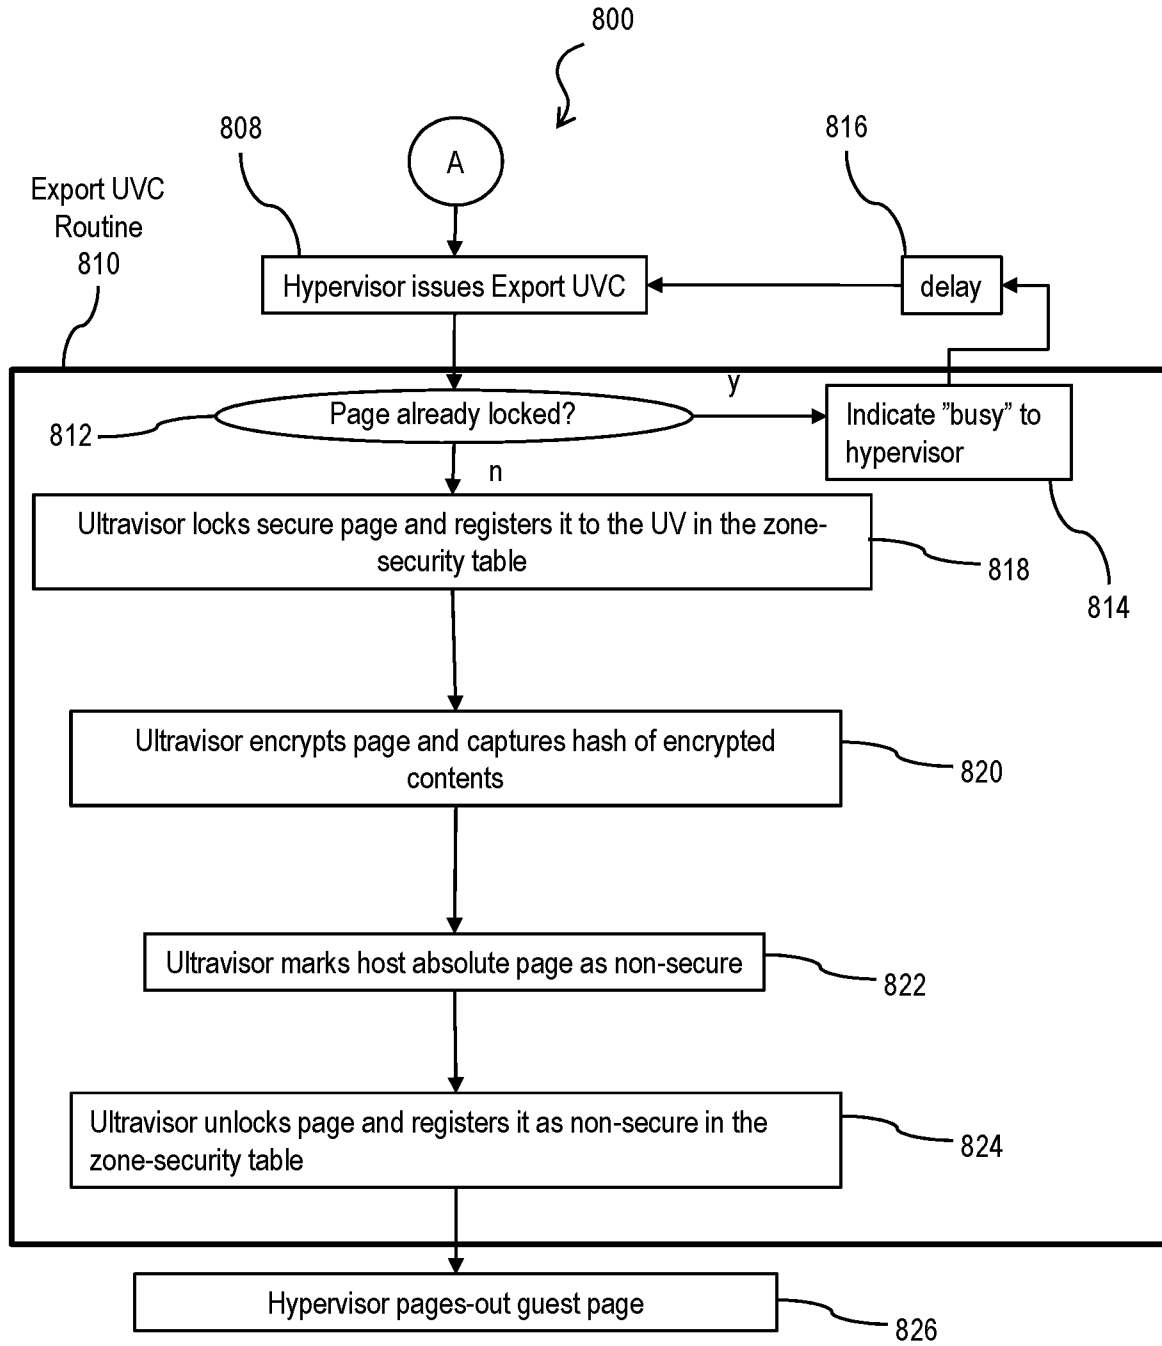 800
808
A
816
Export UVC
Routine
810
Hypervisor issues Export UVC
delay
y
812
Page already locked?
Indicate ”busy” to
hypervisor
n
Ultravisor locks secure page and registers it to the UV in the zone-
security table
818
814
Ultravisor encrypts page and captures hash of encrypted
contents
820
Ultravisor marks host absolute page as non-secure
822
Ultravisor unlocks page and registers it as non-secure in the
zone-security table
824
Hypervisor pages-out guest page
826